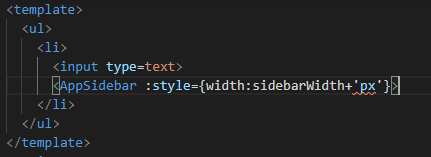 <template>
<ul>
<li>
<input type=text>
<AppSidebar :style={width:sidebarWidth+'px'}>
</li>
</ul>
</template>